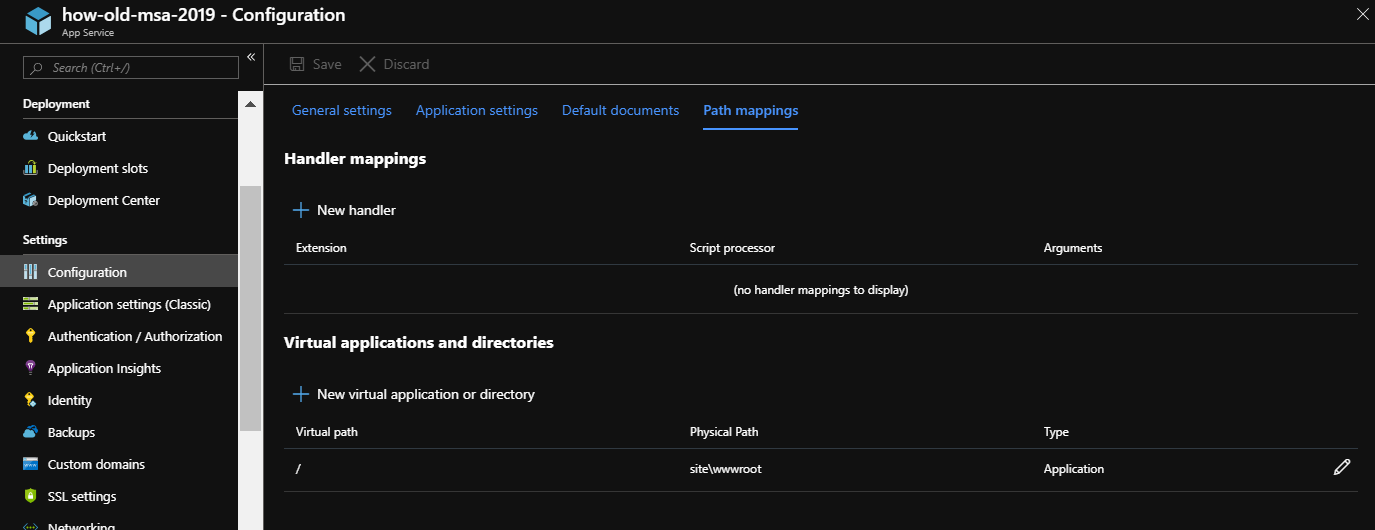 how-old-msa-2019 - Configuration
App Service
Search (Ctrl+/)
«
Deployment
Quickstart
Deployment slots
Deployment Center
Settings
Configuration
Application settings (Classic)
Authentication / Authorization
Application Insights
Identity
Backups
Custom domains
SSL settings
Networking
Save Discard
General settings Application settings Default documents Path mappings
Handler mappings
New handler
Extension Script processor Arguments
(no handler mappings to display)
Virtual applications and directories
New virtual application or directory
Virtual path Physical Path Type
/ site\wwwroot Application